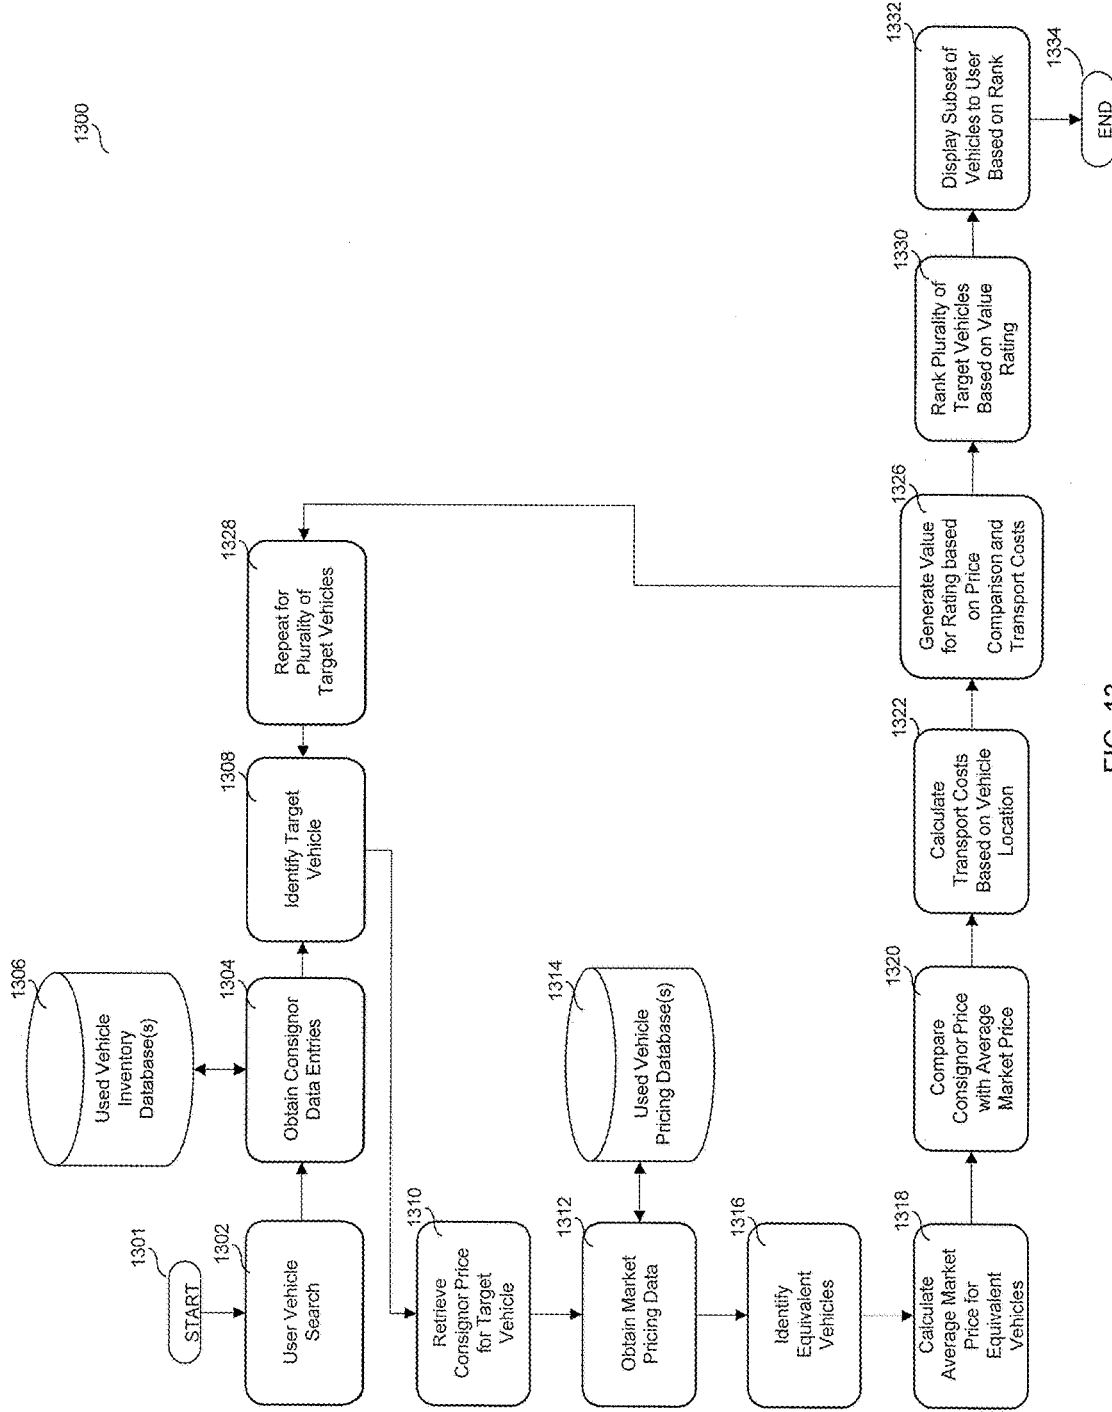 1300
1301
START
1302
User Vehicle
Search
1306
Used Vehicle
Inventory
Database(s)
1304
Obtain Consignor
Data Entries
1308
Identify Target
Vehicle
1328
Repeat for
Plurality of
Target Vehicles
1310
Retrieve
Consignor Price
for Target
Vehicle
1312
Obtain Market
Pricing Data
1314
Used Vehicle
Pricing Database(s)
1316
Identify
Equivalent
Vehicles
1318
Calculate
Average Market
Price for
Equivalent
Vehicles
1320
Compare
Consignor Price
with Average
Market Price
1322
Calculate
Transport Costs
Based on Vehicle
Location
1326
Generate Value
for Rating based
on Price
Comparison and
Transport Costs
1330
Rank Plurality of
Target Vehicles
Based on Value
Rating
1332
Display Subset of
Vehicles to User
Based on Rank
1334
END